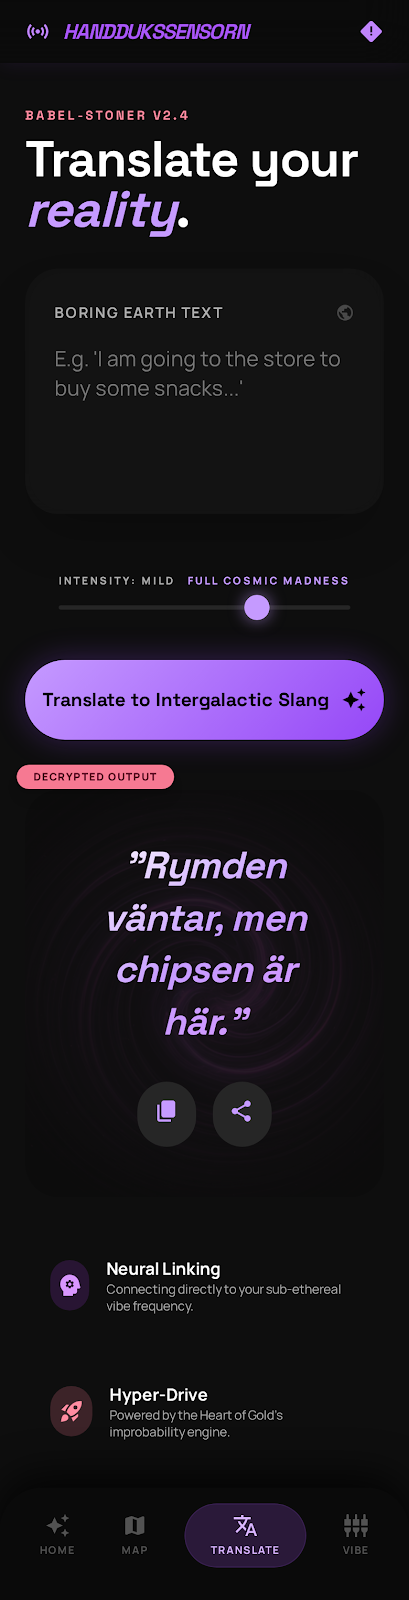 HANDDUKSSENSORN
BABEL-STONER V2.4
Translate your
reality.
BORING EARTH TEXT
E.g. 'I am going to the store to
buy some snacks...'
INTENSITY: MILD FULL COSMIC MADNESS
Translate to Intergalactic Slang
DECRYPTED OUTPUT
”Rymden
väntar, men
chipsen är
här.”
Neural Linking
Connecting directly to your sub-ethereal
vibe frequency.
Hyper-Drive
Powered by the Heart of Gold's
improbability engine.
HOME MAP TRANSLATE VIBE